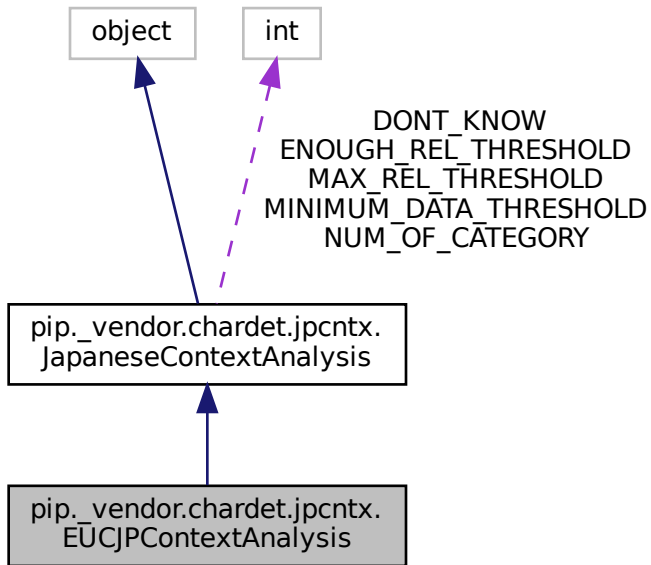 object
int
DONT_KNOW
ENOUGH_REL_THRESHOLD
MAX_REL_THRESHOLD
MINIMUM_DATA_THRESHOLD
NUM_OF_CATEGORY
pip._vendor.chardet.jpcntx.
JapaneseContextAnalysis
pip._vendor.chardet.jpcntx.
EUCJPContextAnalysis